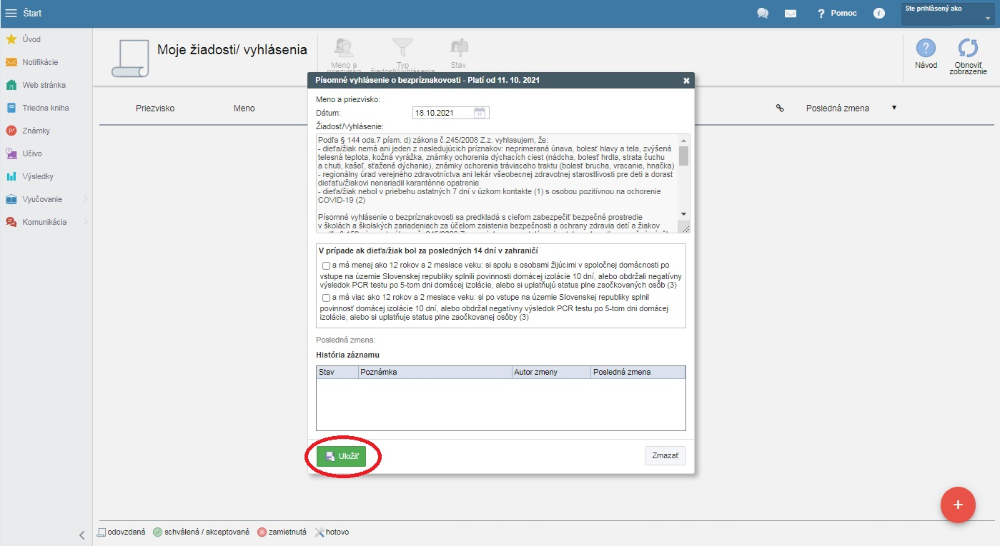 Štart
Pomoc
Ste prihlásený ako
Úvod
Notifikácie
Web stránka
Triedna kniha
Známky
Učivo
Výsledky
Vyučovanie
Komunikácia
Moje žiadosti/ vyhlásenia
Meno a
priezvisko
Typ
žiadosti/vyhlásenia
Stav
Návod
Obnoviť
zobrazenie
Priezvisko
Meno
Posledná zmena
Písomné vyhlásenie o bezpríznakovosti - Platí od 11. 10. 2021
Meno a priezvisko:
Dátum:
18.10.2021
Žiadosť/Vyhlásenie:
Podľa § 144 ods.7 písm. d) zákona č.245/2008 Z.z. vyhlasujem, že:
- dieťa/žiak nemá ani jeden z nasledujúcich príznakov: neprimeraná únava, bolesť hlavy a tela, zvýšená
telesná teplota, kožná vyrážka, známky ochorenia dýchacích ciest (nádcha, bolesť hrdla, strata čuchu
a chuti, kašeľ, sťažené dýchanie), známky ochorenia tráviaceho traktu (bolesť brucha, vracanie, hnačka)
- regionálny úrad verejného zdravotníctva ani lekár všeobecnej zdravotnej starostlivosti pre deti a dorast
dieťaťu/žiakovi nenariadil karanténne opatrenie
- dieťa/žiak nebol v priebehu ostatných 7 dní v úzkom kontakte (1) s osobou pozitívnou na ochorenie
COVID-19 (2)
Písomné vyhlásenie o bezpríznakovosti sa predkladá s cieľom zabezpečiť bezpečné prostredie
v školách a školských zariadeniach za účelom zaistenia bezpečnosti a ochrany zdravia detí a žiakov
V prípade ak dieťa/žiak bol za posledných 14 dní v zahraničí
a má menej ako 12 rokov a 2 mesiace veku: si spolu s osobami žijúcimi v spoločnej domácnosti po
vstupe na územie Slovenskej republiky splnili povinnosti domácej izolácie 10 dní, alebo obdržali negatívny
výsledok PCR testu po 5-tom dni domácej izolácie, alebo si uplatňujú status plne zaočkovaných osôb (3)
a má viac ako 12 rokov a 2 mesiace veku: si po vstupe na územie Slovenskej republiky splnil
povinnosť domácej izolácie 10 dní, alebo obdržal negatívny výsledok PCR testu po 5-tom dni domácej
izolácie, alebo si uplatňuje status plne zaočkovanej osôby (3)
Posledná zmena:
História záznamu
Stav
Poznámka
Autor zmeny
Posledná zmena
Uložiť
Zmazať
odovzdaná
schválená / akceptované
zamietnutá
hotovo